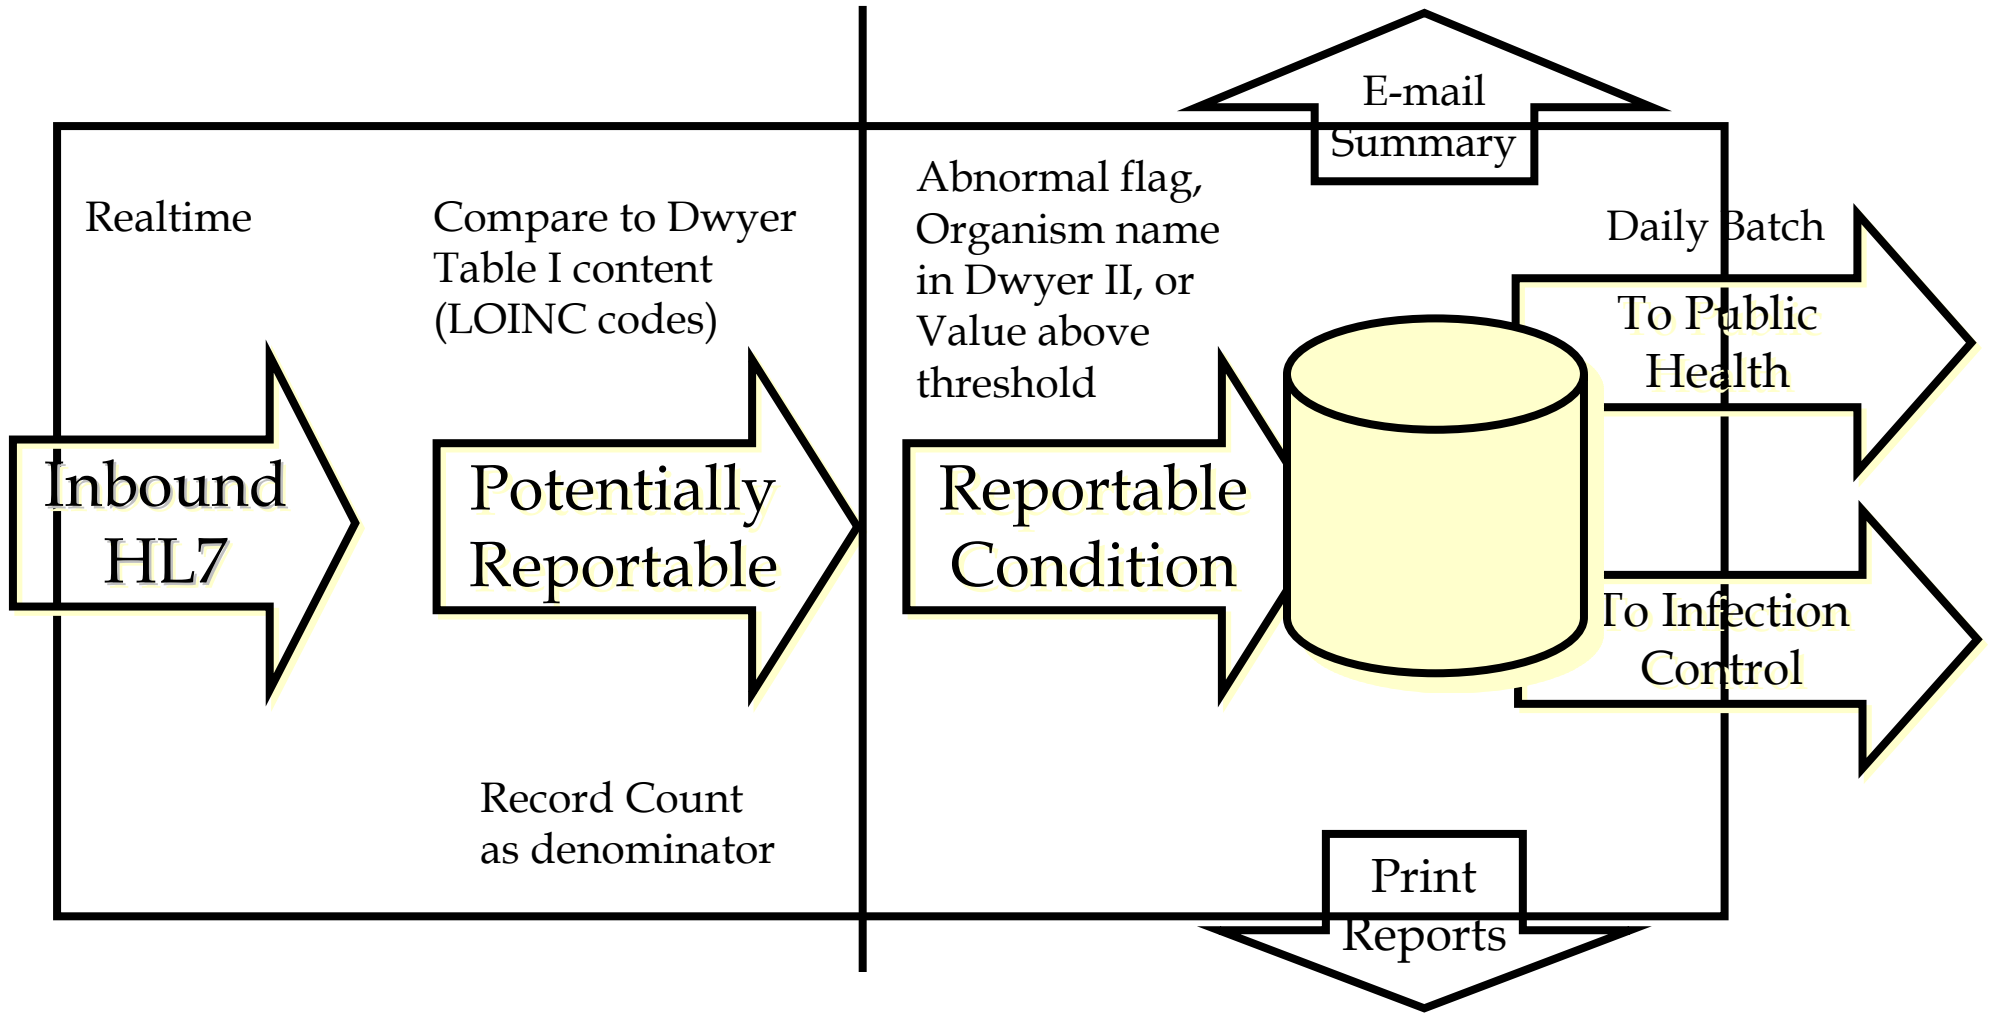 E-mail
Summary
Realtime
Compare to Dwyer
Table I content
(LOINC codes)
Abnormal flag,
Organism name
in Dwyer II, or
Value above
threshold
Daily Batch
To Public
Health
Inbound
HL7
Potentially
Reportable
Reportable
Condition
To Infection
Control
Record Count
as denominator
Print
Reports